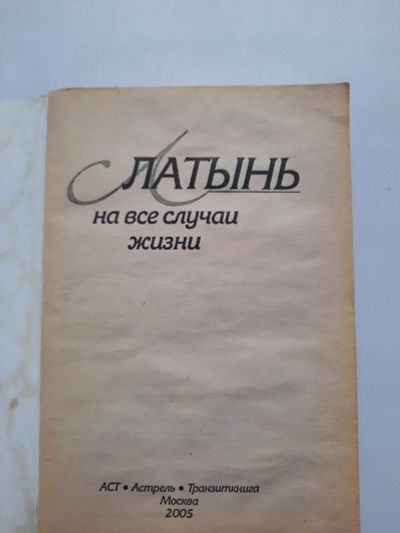 ЛАТЫНЬ
на все случаи
жизни
АСТ • Астрель • Транзиткнига
Москва
2005